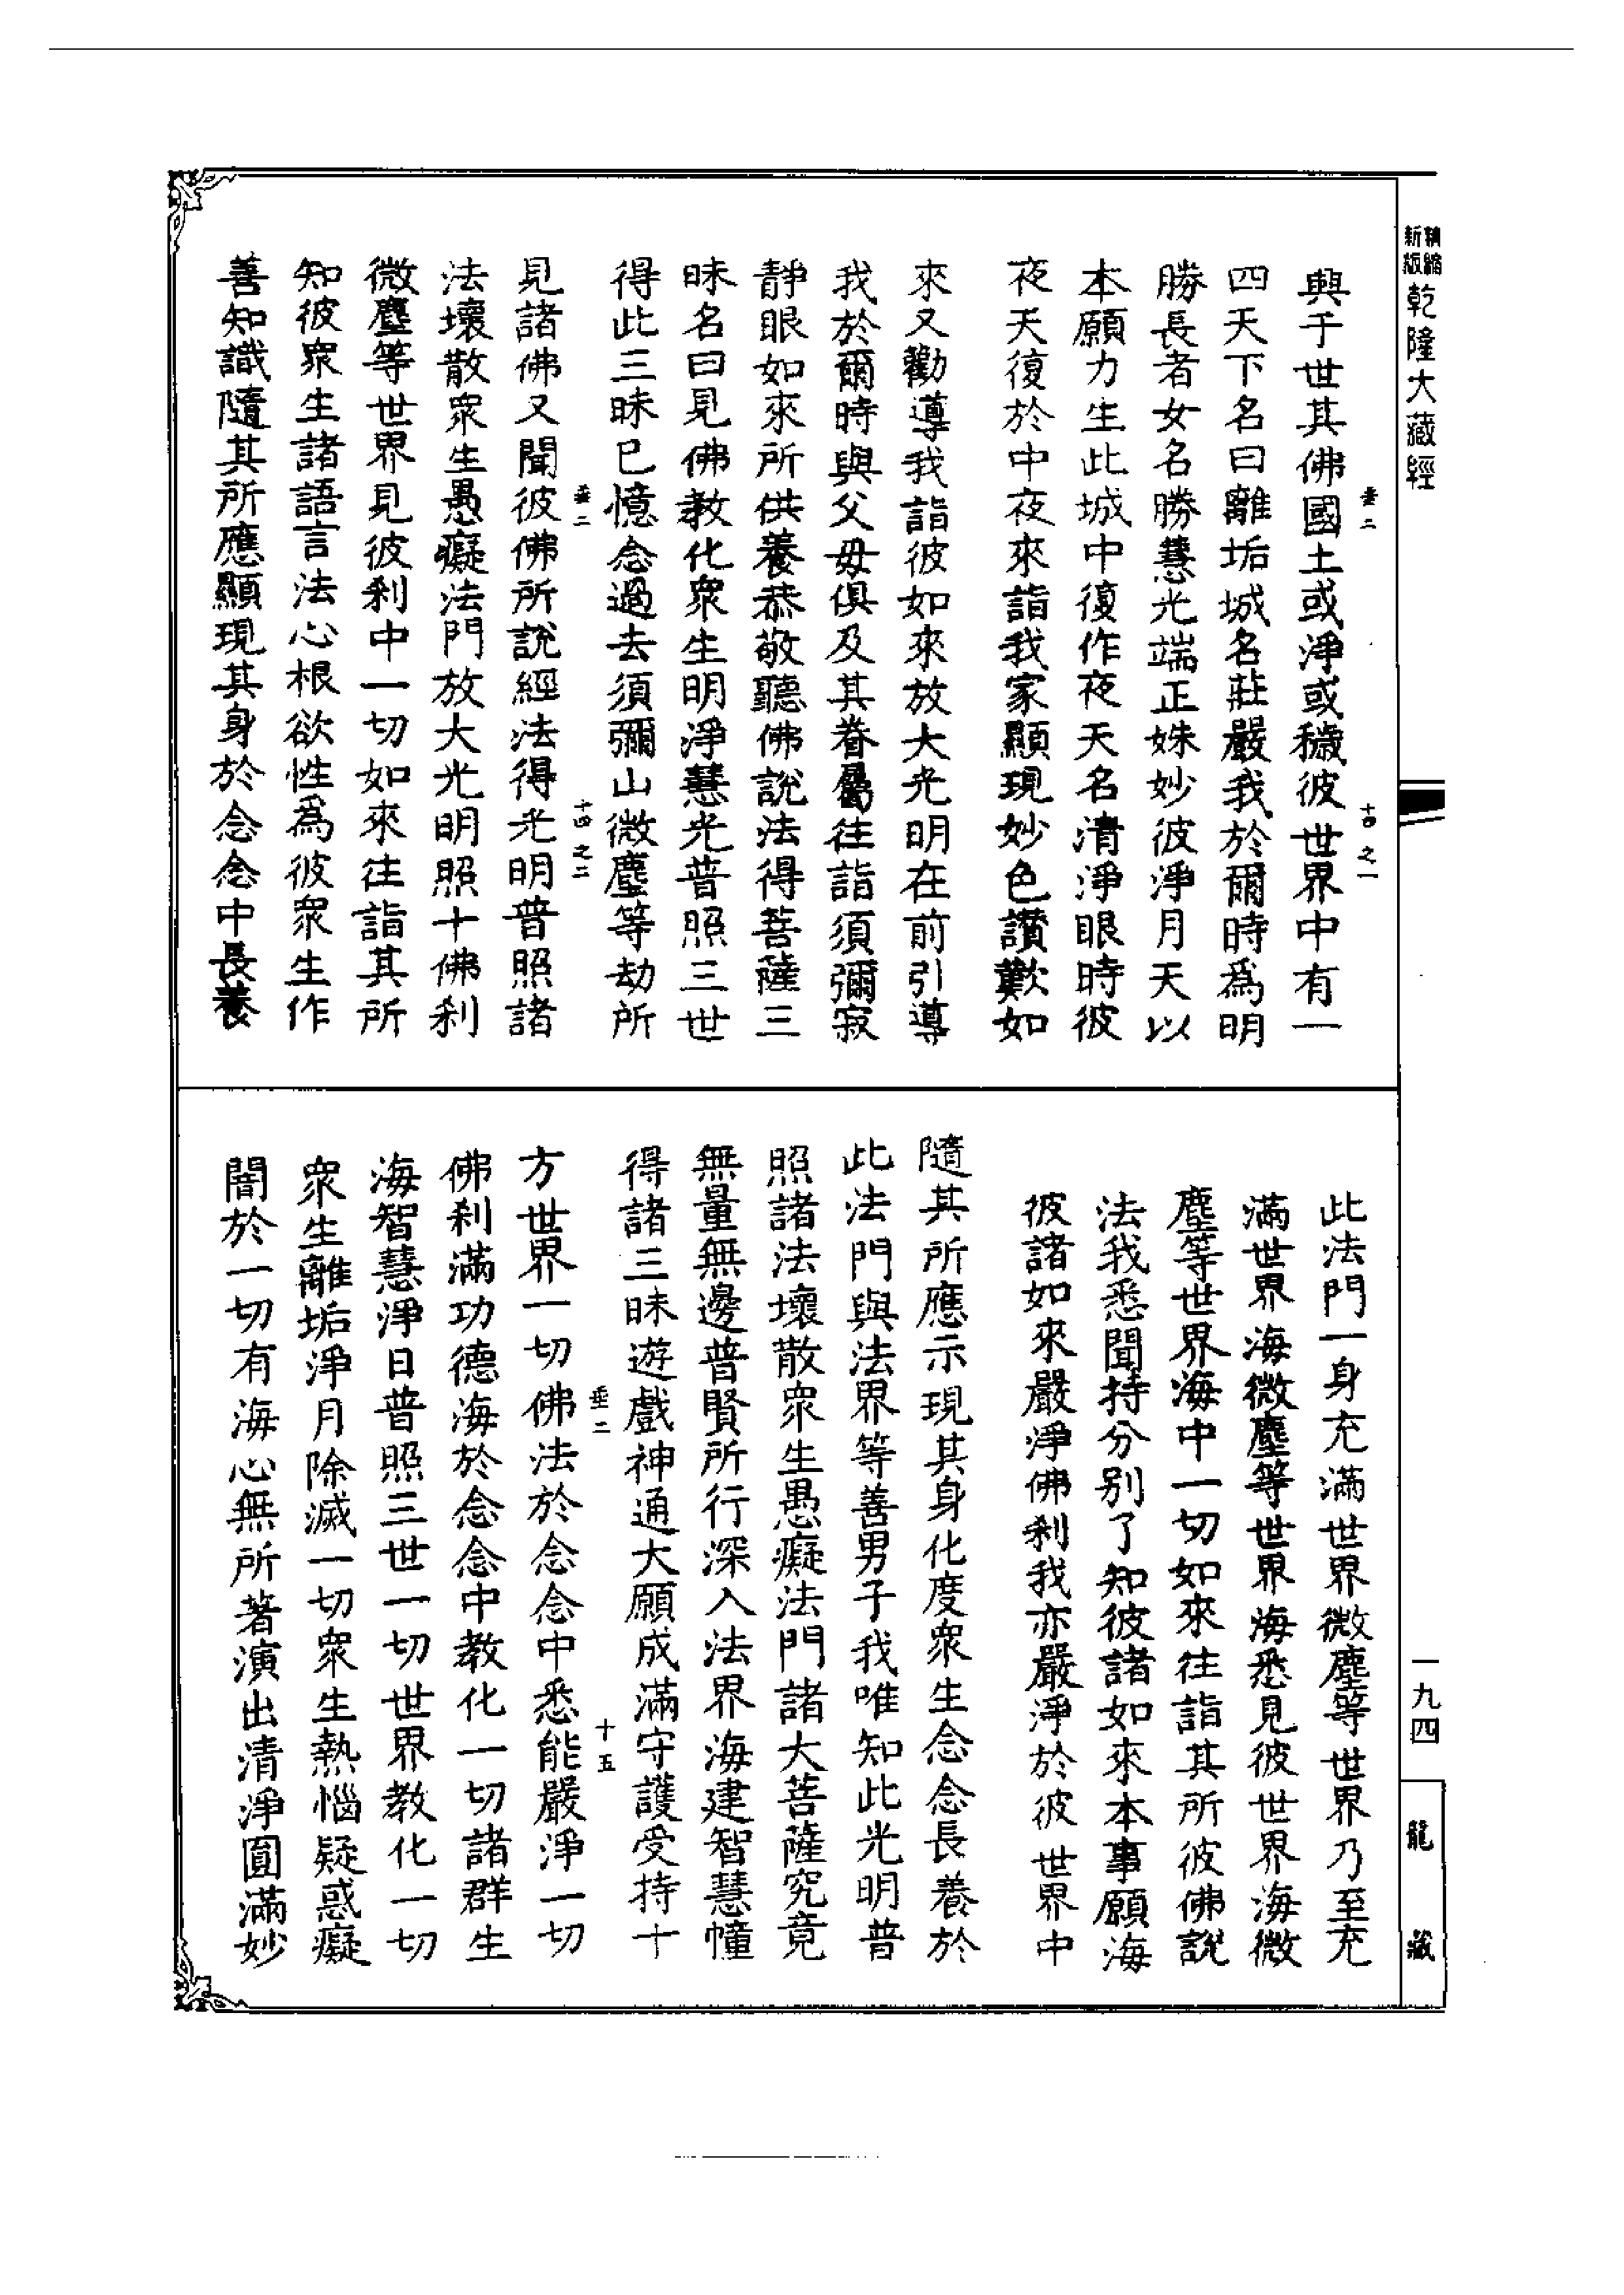 精縮
新版
乾隆大藏經
垂二
十四之一
興于世其佛國土或淨或穢彼世界中有一
四天下名曰離垢城名莊嚴我於爾時爲明
勝長者女名勝慧光端正姝妙彼淨月天以
本願力生此城中復作夜天名清淨眼時彼
夜天復於中夜來詣我家顯現妙色讚歎如
來又勸導我詣彼如來放大光明在前引導
我於爾時與父母俱及其眷屬往詣須彌寂
靜眼如來所供養恭敬聽佛說法得菩薩三
昧名曰見佛教化衆生明淨慧光普照三世
得此三昧已憶念過去須彌山微塵等劫所
垂二
十四之二
見諸佛又聞彼佛所說經法得光明普照諸
法壞散衆生愚癡法門放大光明照十佛刹
微塵等世界見彼刹中一切如來往詣其所
知彼衆生諸語言法心根欲性爲彼衆生作
善知識隨其所應顯現其身於念念中長養
此法門一身充滿世界微塵等世界乃至充
滿世界海微塵等世界海悉見彼世界海微
塵等世界海中一切如來往詣其所彼佛說
法我悉聞持分別了知彼諸如來本事願海
彼諸如來嚴淨佛刹我亦嚴淨於彼世界中
隨其所應示現其身化度衆生念念長養於
此法門與法界等善男子我唯知此光明普
照諸法壞散衆生愚癡法門諸大菩薩究竟
無量無邊普賢所行深入法界海建智慧幢
得諸三昧遊戲神通大願成滿守護受持十
垂二
十五
方世界一切佛法於念念中悉能嚴淨一切
佛刹滿功德海於念念中教化一切諸群生
海智慧淨日普照三世一切世界教化一切
衆生離垢淨月除滅一切衆生熱惱疑惑癡
闇於一切有海心無所著演出清淨圓滿妙
一九四
龍藏